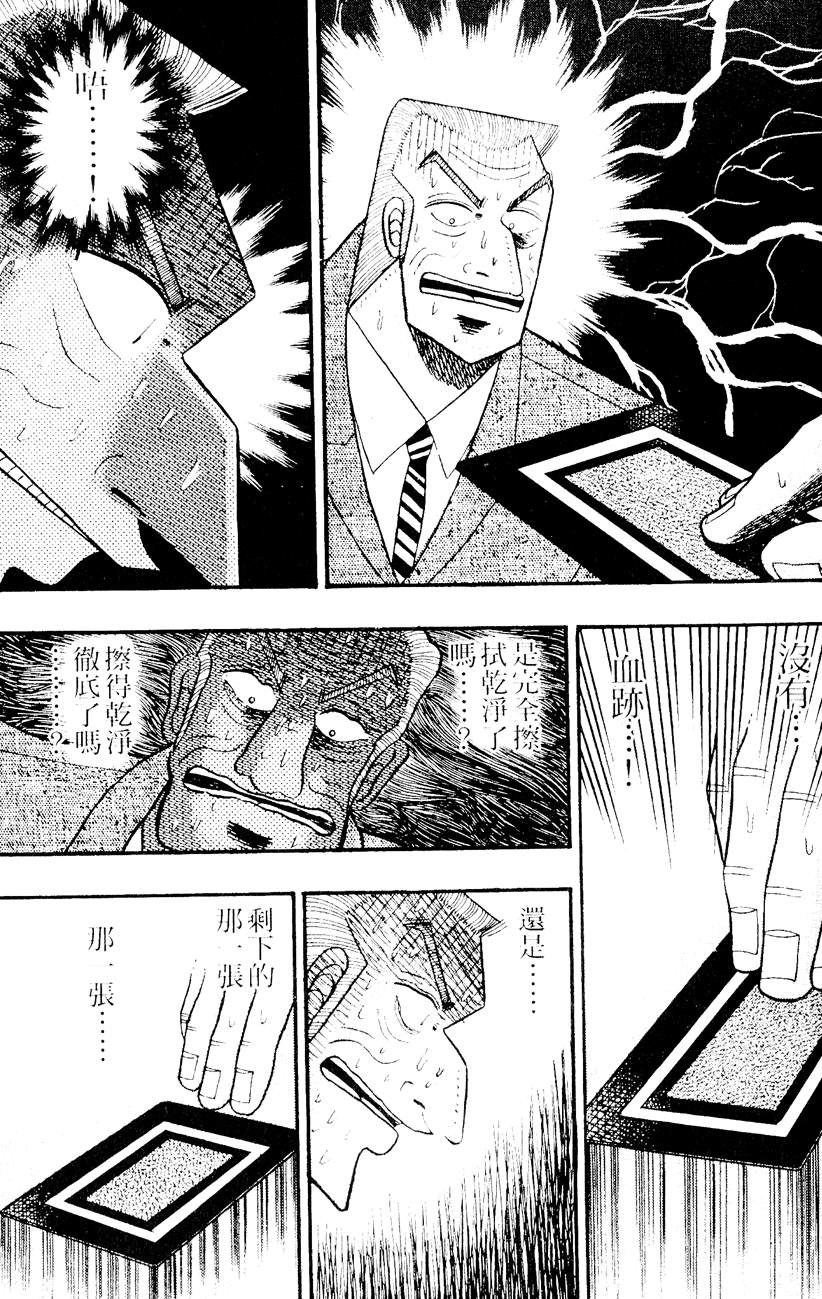 唔……！
沒有…
血跡…！
是完全擦
拭乾淨了
嗎……？
擦得乾淨
徹底了嗎
……？
還是……
剩下的
那一張
那一張……